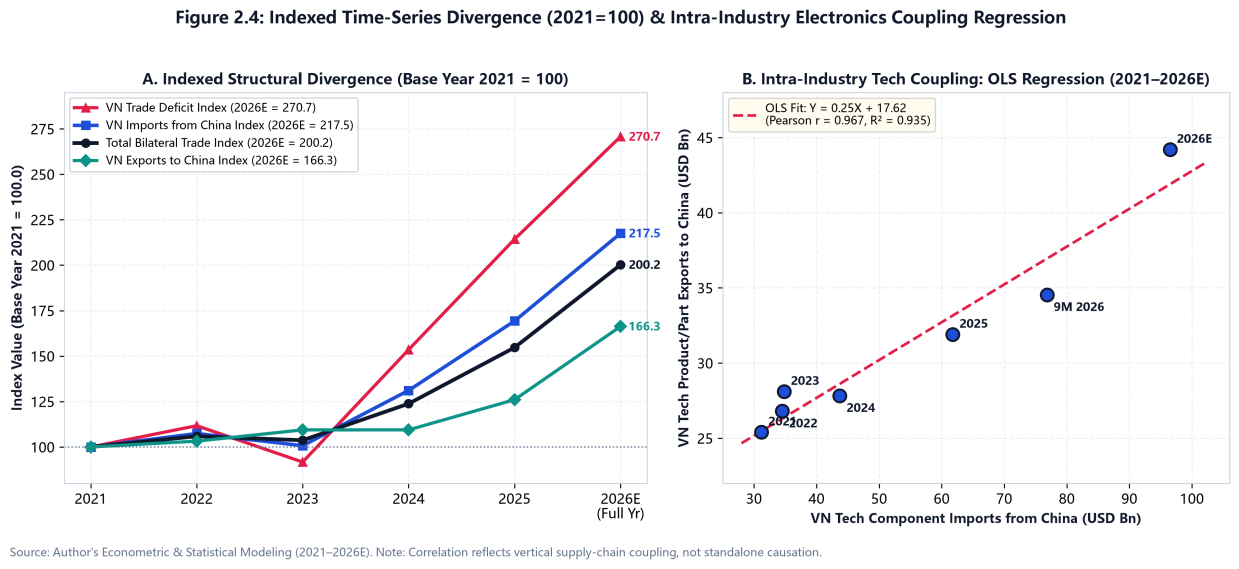 Figure 2.4: Indexed Time-Series Divergence (2021=100) & Intra-Industry Electronics Coupling Regression
A. Indexed Structural Divergence (Base Year 2021 = 100)
VN Trade Deficit Index (2026E = 270.7)
VN Imports from China Index (2026E = 217.5)
Total Bilateral Trade Index (2026E = 200.2)
VN Exports to China Index (2026E = 166.3)
Index Value (Base Year 2021 = 100.0)
275
250
225
200
175
150
125
100
270.7
217.5
200.2
166.3
2021
2022
2023
2024
2025
2026E
(Full Yr)
B. Intra-Industry Tech Coupling: OLS Regression (2021–2026E)
OLS Fit: Y = 0.25X + 17.62
(Pearson r = 0.967, R² = 0.935)
VN Tech Product/Part Exports to China (USD Bn)
45
40
35
30
25
2026E
9M 2026
2025
2023
2024
2021
2022
30
40
50
60
70
80
90
100
VN Tech Component Imports from China (USD Bn)
Source: Author's Econometric & Statistical Modeling (2021–2026E). Note: Correlation reflects vertical supply-chain coupling, not standalone causation.